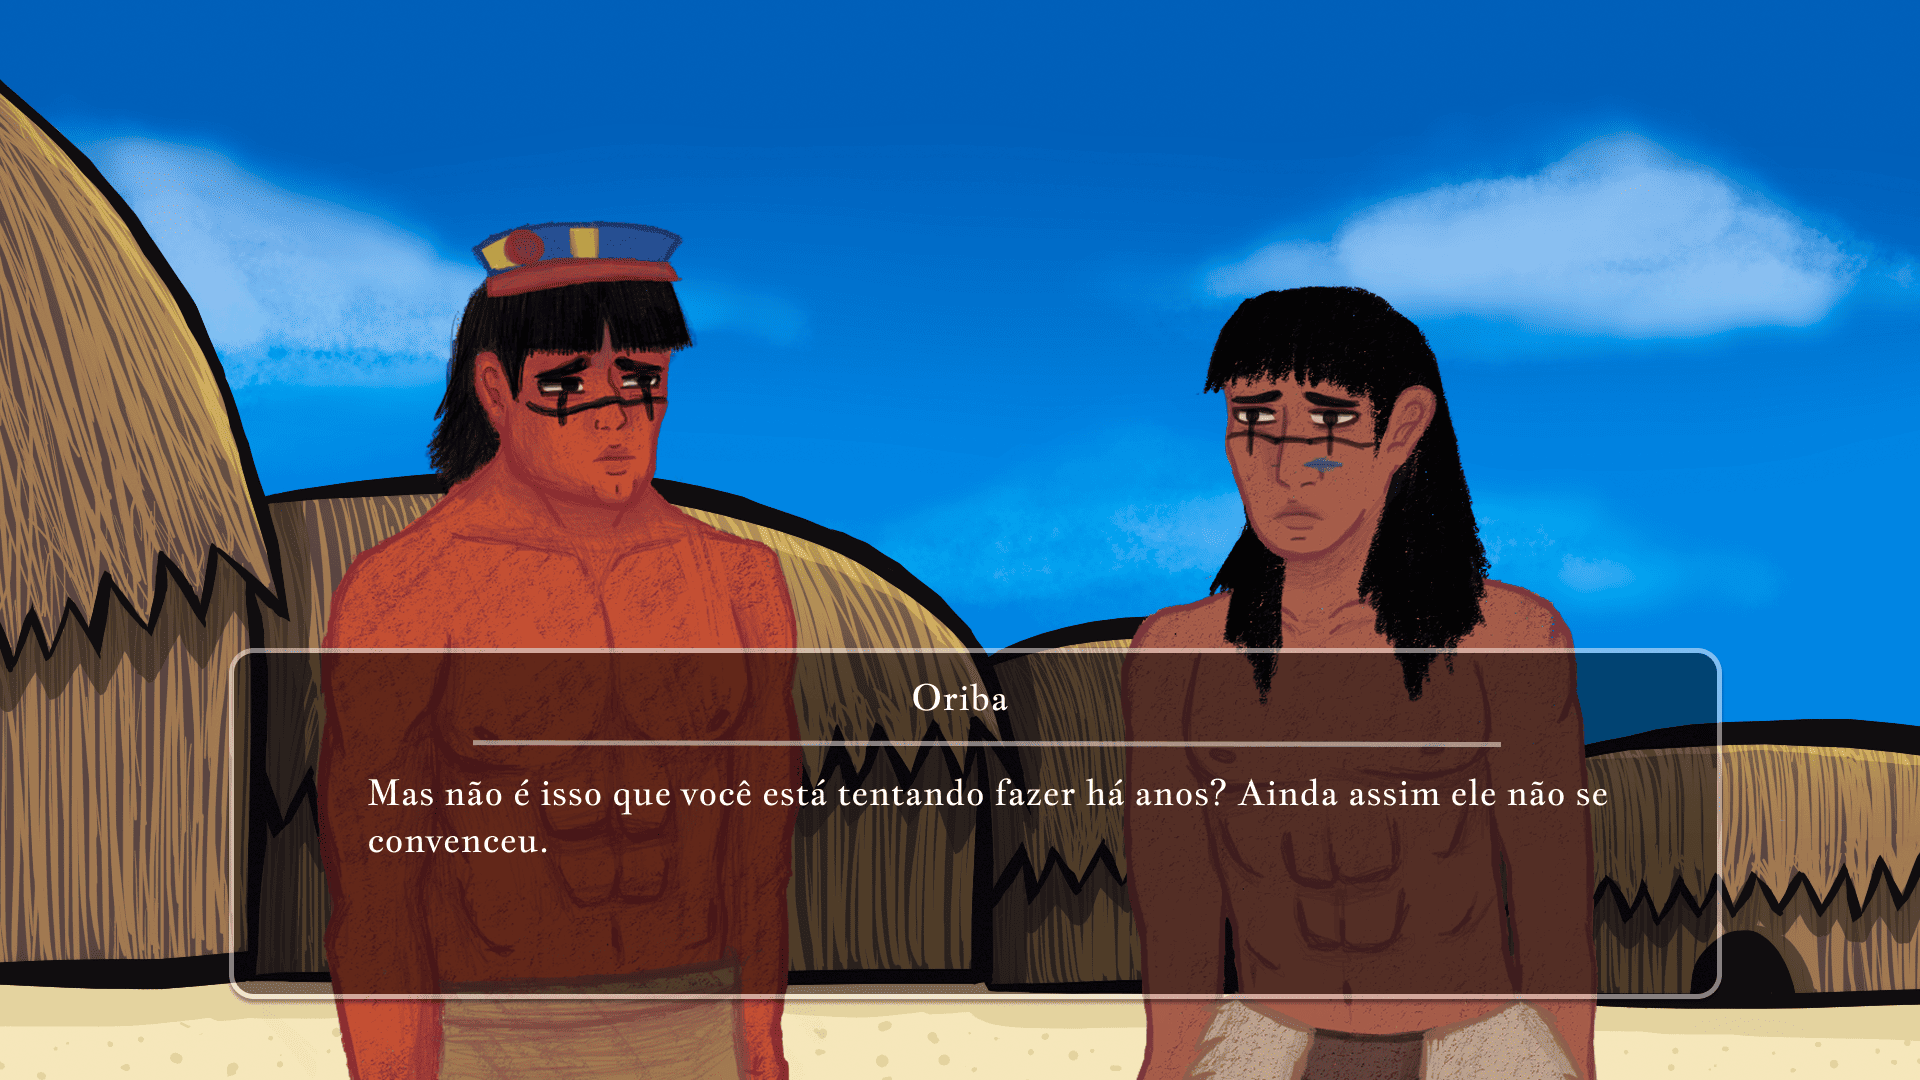 Oriba
Mas não é isso que você está tentando fazer há anos? Ainda assim ele não se
convenceu.